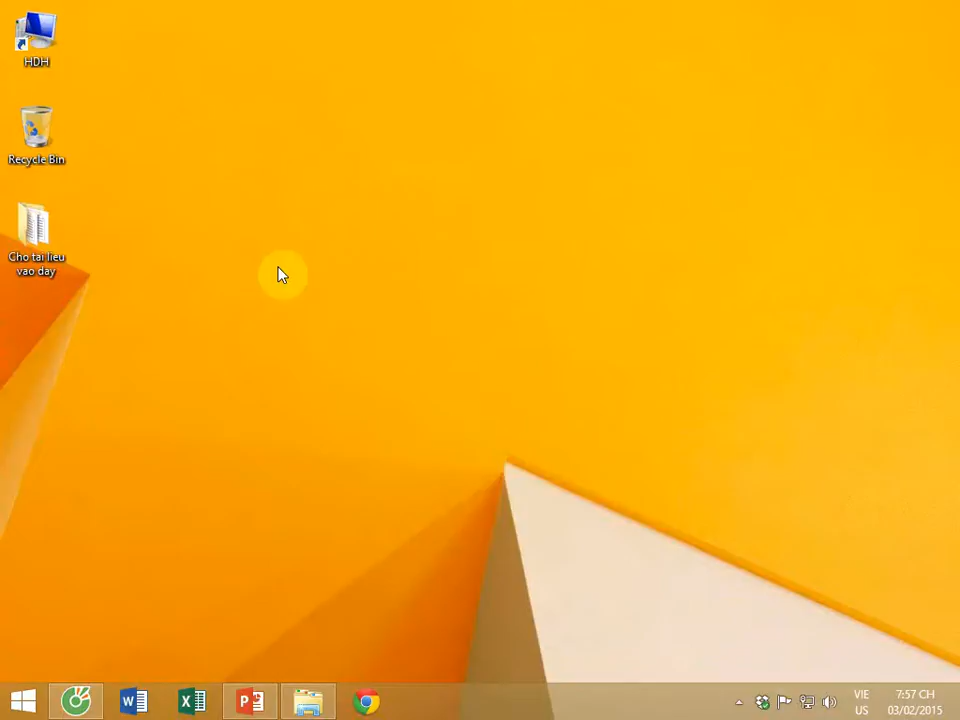 HDH
Recycle Bin
Cho tai lieu
vao day
VIE
US
7:57 CH
03/02/2015